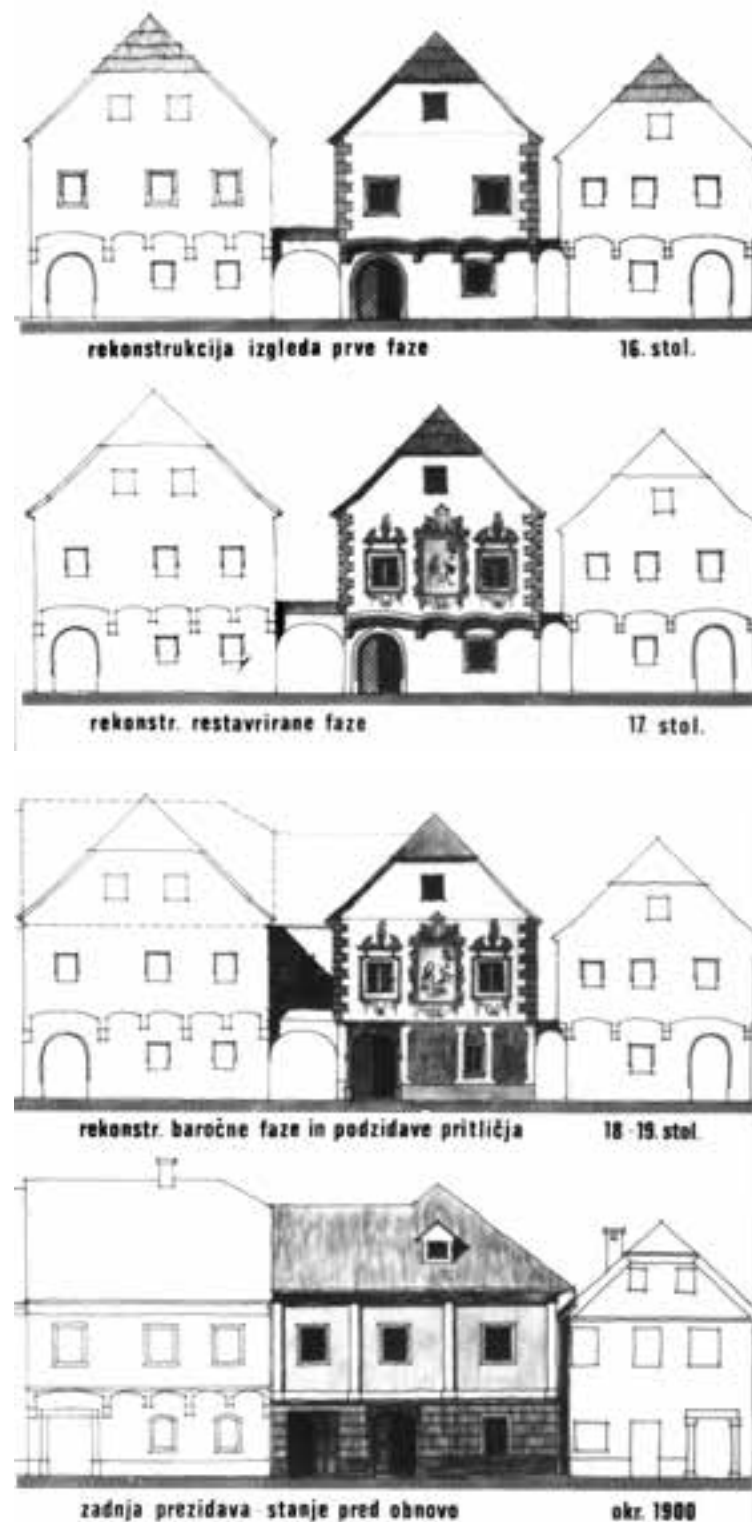 rekonstrukcija izgleda prve faze 16. stol.
rekonstr. restavrirane faze 17. stol.
rekonstr. baročne faze in podzidave pritličja 18-19. stol.
zadnja prezidava - stanje pred obnovo okr. 1900